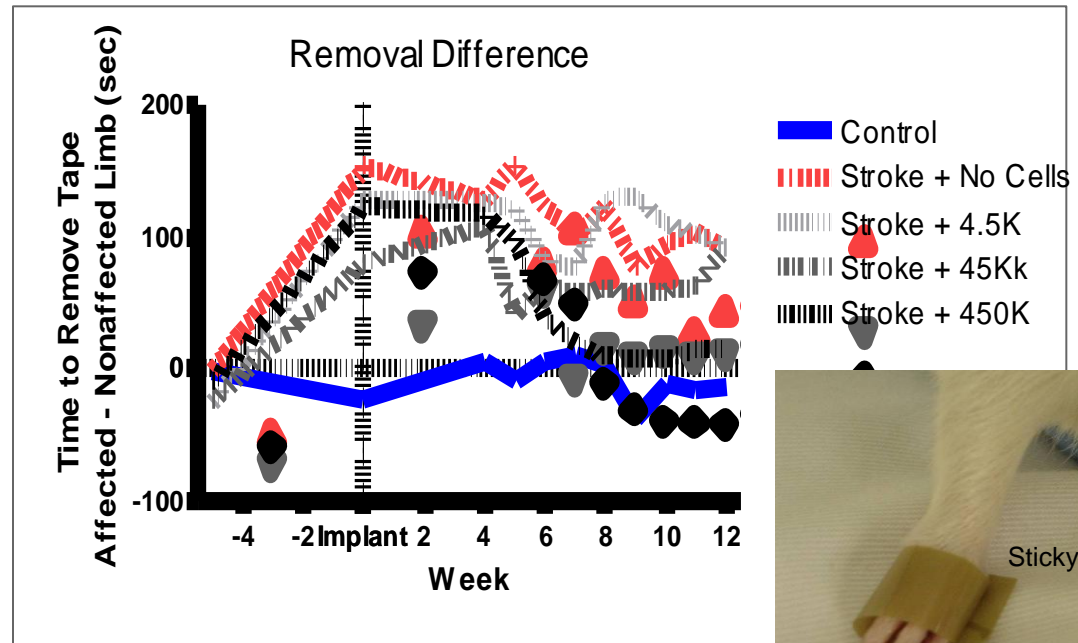 Removal Difference
Time to Remove Tape
Affected - Nonaffected Limb (sec)
200
100
0
-100
-4
-2
Implant
2
4
6
8
10
12
Week
Control
Stroke + No Cells
Stroke + 4.5K
Stroke + 45Kk
Stroke + 450K
Sticky